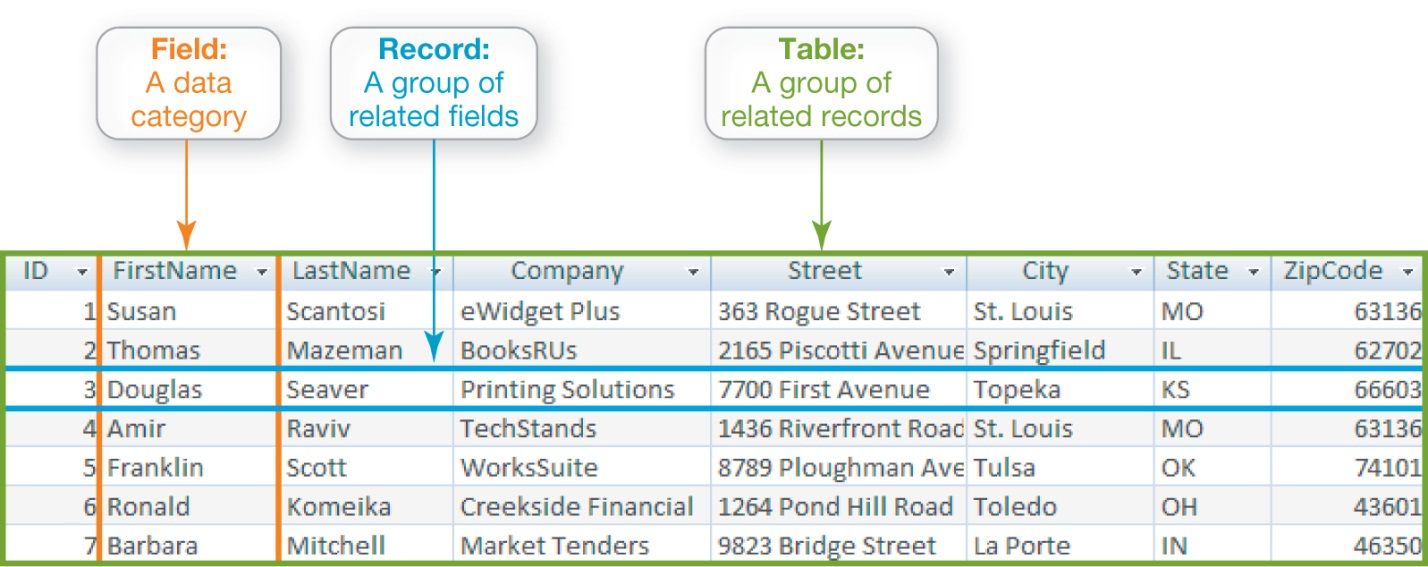 Field:
A data
category
Record:
A group of
related fields
Table:
A group of
related records
ID FirstName LastName Company Street City State ZipCode
1 Susan Scantosi eWidget Plus 363 Rogue Street St. Louis MO 63136
2 Thomas Mazeman BooksRUs 2165 Piscotti Avenue Springfield IL 62702
3 Douglas Seaver Printing Solutions 7700 First Avenue Topeka KS 66603
4 Amir Raviv TechStands 1436 Riverfront Road St. Louis MO 63136
5 Franklin Scott WorksSuite 8789 Ploughman Ave Tulsa OK 74101
6 Ronald Komeika Creekside Financial 1264 Pond Hill Road Toledo OH 43601
7 Barbara Mitchell Market Tenders 9823 Bridge Street La Porte IN 46350